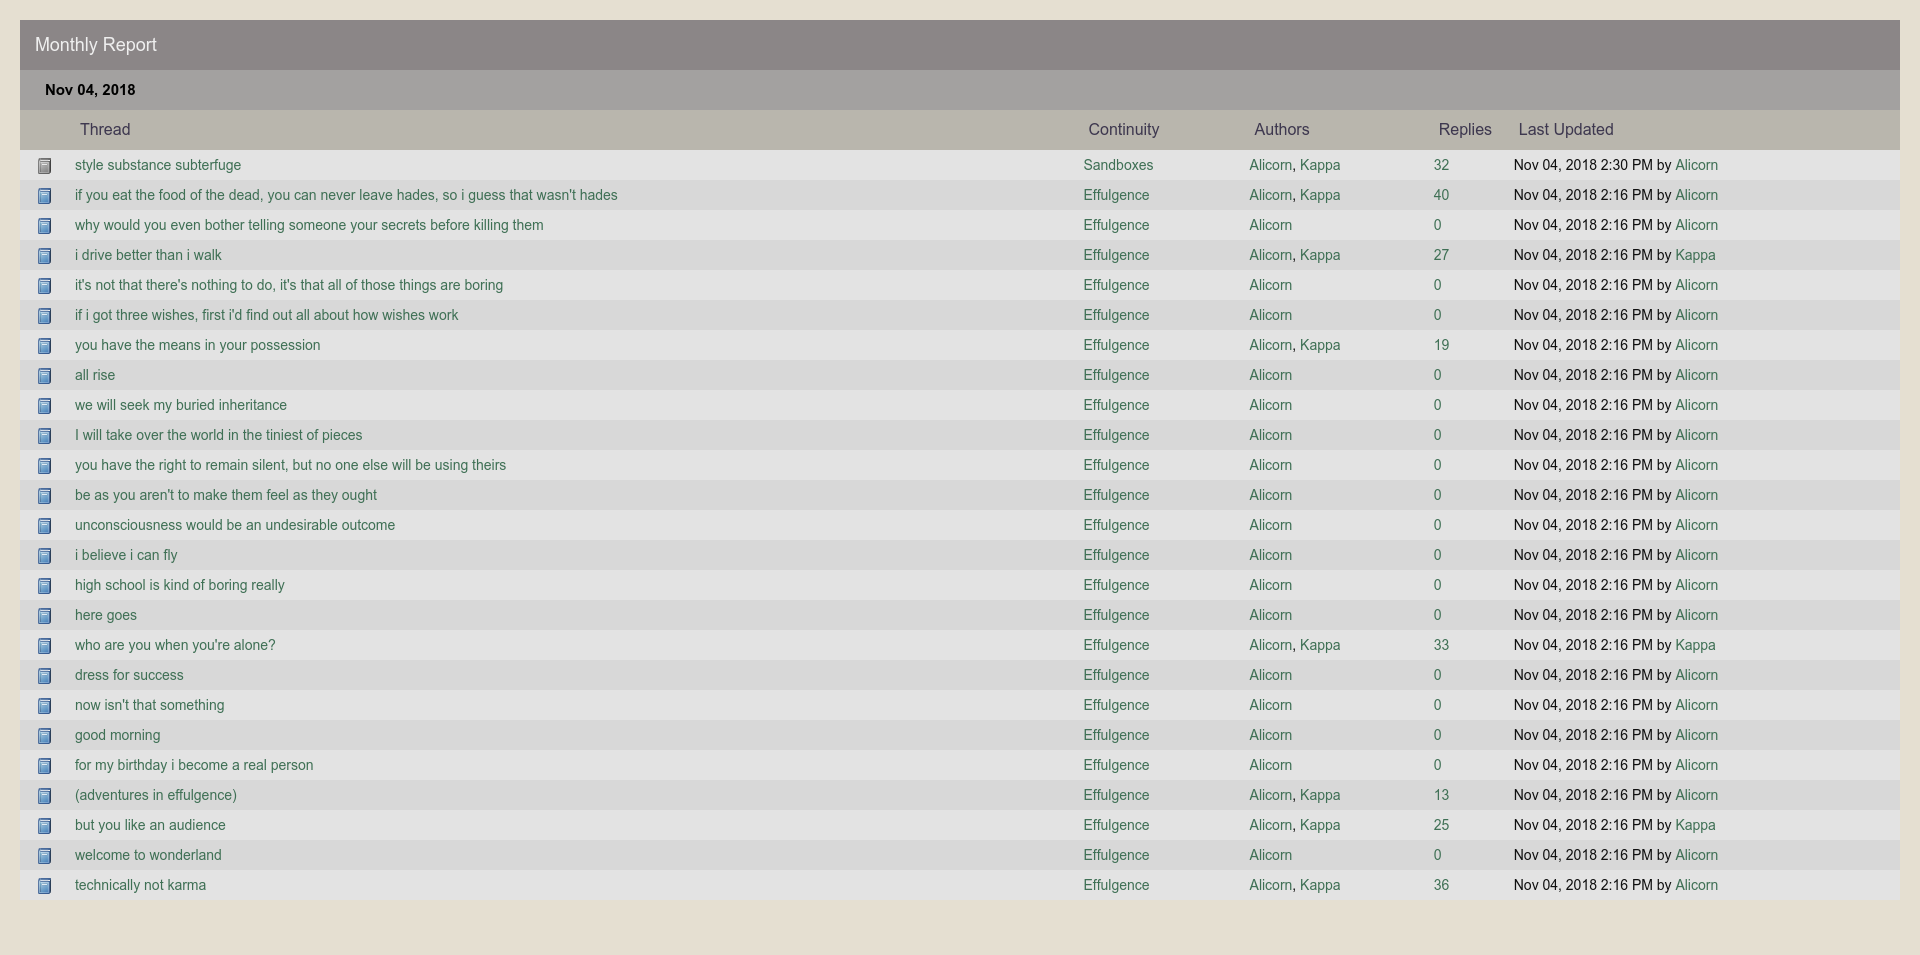 Monthly Report
Nov 04, 2018
Thread Continuity Authors Replies Last Updated
style substance subterfuge Sandboxes Alicorn, Kappa 32 Nov 04, 2018 2:30 PM by Alicorn
if you eat the food of the dead, you can never leave hades, so i guess that wasn't hades Effulgence Alicorn, Kappa 40 Nov 04, 2018 2:16 PM by Alicorn
why would you even bother telling someone your secrets before killing them Effulgence Alicorn 0 Nov 04, 2018 2:16 PM by Alicorn
i drive better than i walk Effulgence Alicorn, Kappa 27 Nov 04, 2018 2:16 PM by Kappa
it's not that there's nothing to do, it's that all of those things are boring Effulgence Alicorn 0 Nov 04, 2018 2:16 PM by Alicorn
if i got three wishes, first i'd find out all about how wishes work Effulgence Alicorn 0 Nov 04, 2018 2:16 PM by Alicorn
you have the means in your possession Effulgence Alicorn, Kappa 19 Nov 04, 2018 2:16 PM by Alicorn
all rise Effulgence Alicorn 0 Nov 04, 2018 2:16 PM by Alicorn
we will seek my buried inheritance Effulgence Alicorn 0 Nov 04, 2018 2:16 PM by Alicorn
I will take over the world in the tiniest of pieces Effulgence Alicorn 0 Nov 04, 2018 2:16 PM by Alicorn
you have the right to remain silent, but no one else will be using theirs Effulgence Alicorn 0 Nov 04, 2018 2:16 PM by Alicorn
be as you aren't to make them feel as they ought Effulgence Alicorn 0 Nov 04, 2018 2:16 PM by Alicorn
unconsciousness would be an undesirable outcome Effulgence Alicorn 0 Nov 04, 2018 2:16 PM by Alicorn
i believe i can fly Effulgence Alicorn 0 Nov 04, 2018 2:16 PM by Alicorn
high school is kind of boring really Effulgence Alicorn 0 Nov 04, 2018 2:16 PM by Alicorn
here goes Effulgence Alicorn 0 Nov 04, 2018 2:16 PM by Alicorn
who are you when you're alone? Effulgence Alicorn, Kappa 33 Nov 04, 2018 2:16 PM by Kappa
dress for success Effulgence Alicorn 0 Nov 04, 2018 2:16 PM by Alicorn
now isn't that something Effulgence Alicorn 0 Nov 04, 2018 2:16 PM by Alicorn
good morning Effulgence Alicorn 0 Nov 04, 2018 2:16 PM by Alicorn
for my birthday i become a real person Effulgence Alicorn 0 Nov 04, 2018 2:16 PM by Alicorn
(adventures in effulgence) Effulgence Alicorn, Kappa 13 Nov 04, 2018 2:16 PM by Alicorn
but you like an audience Effulgence Alicorn, Kappa 25 Nov 04, 2018 2:16 PM by Kappa
welcome to wonderland Effulgence Alicorn 0 Nov 04, 2018 2:16 PM by Alicorn
technically not karma Effulgence Alicorn, Kappa 36 Nov 04, 2018 2:16 PM by Alicorn